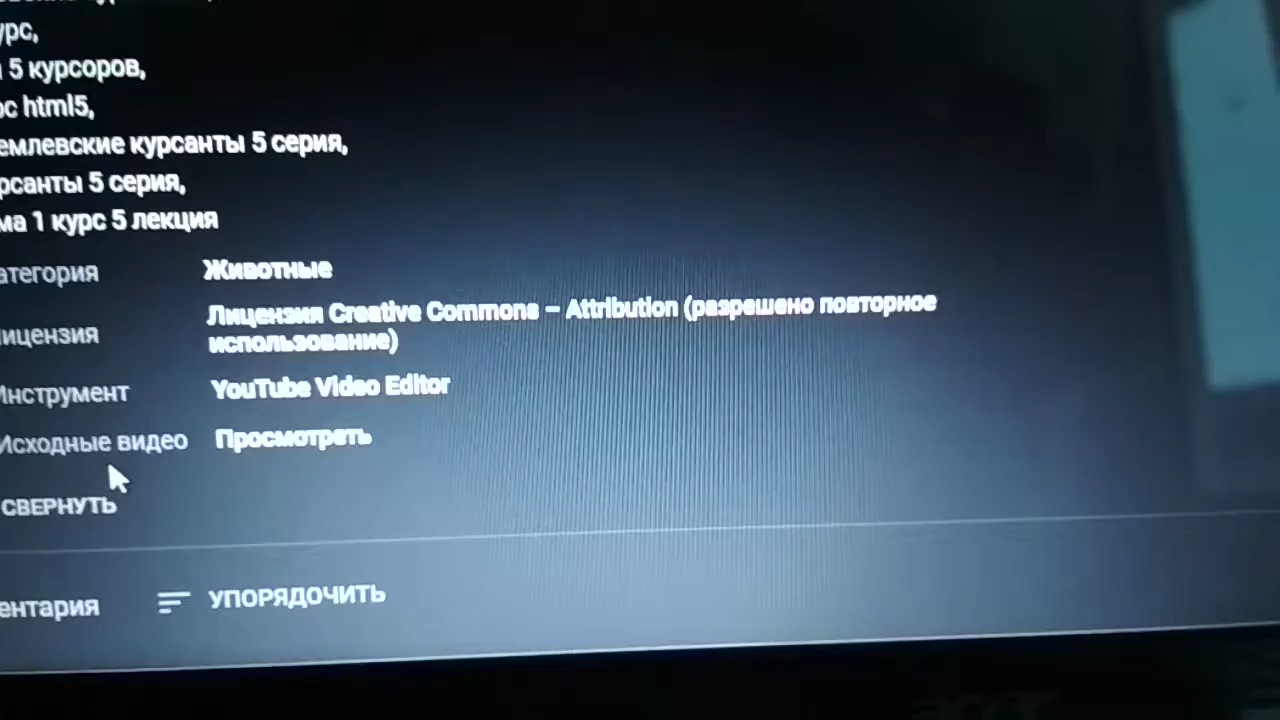 урс,
5 курсоров,
рс html5,
емлевские курсанты 5 серия,
рсанты 5 серия,
ма 1 курс 5 лекция
атегория Животные
ицензия Лицензия Creative Commons – Attribution (разрешено повторное
использование)
Инструмент YouTube Video Editor
Исходные видео Просмотреть
СВЕРНУТЬ
ентария УПОРЯДОЧИТЬ